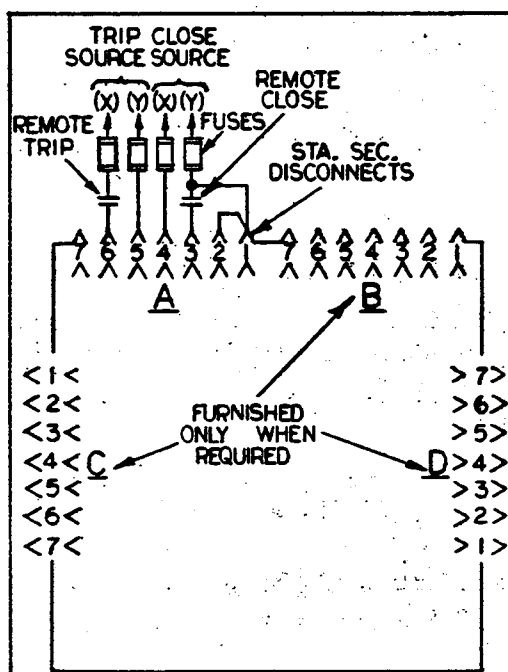 TRIP CLOSE
SOURCE SOURCE
(X) (Y) (X) (Y)
REMOTE
CLOSE
REMOTE
TRIP
FUSES
STA. SEC.
DISCONNECTS
7 6 5 4 3 2 1
7 6 5 4 3 2 1
A
B
1
2
3
4
5
6
7
C
FURNISHED
ONLY WHEN
REQUIRED
D
7
6
5
4
3
2
1